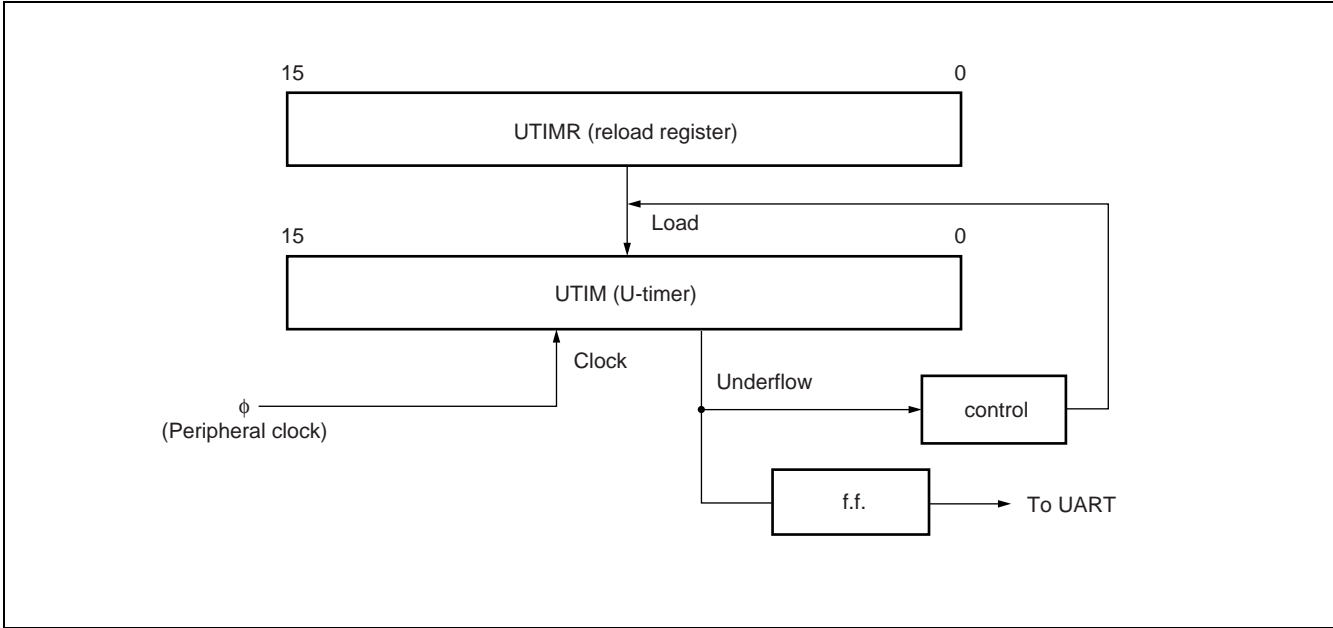 15 0
UTIMR (reload register)
Load
15 0
UTIM (U-timer)
Clock
Underflow
ϕ
(Peripheral clock)
control
f.f.
To UART